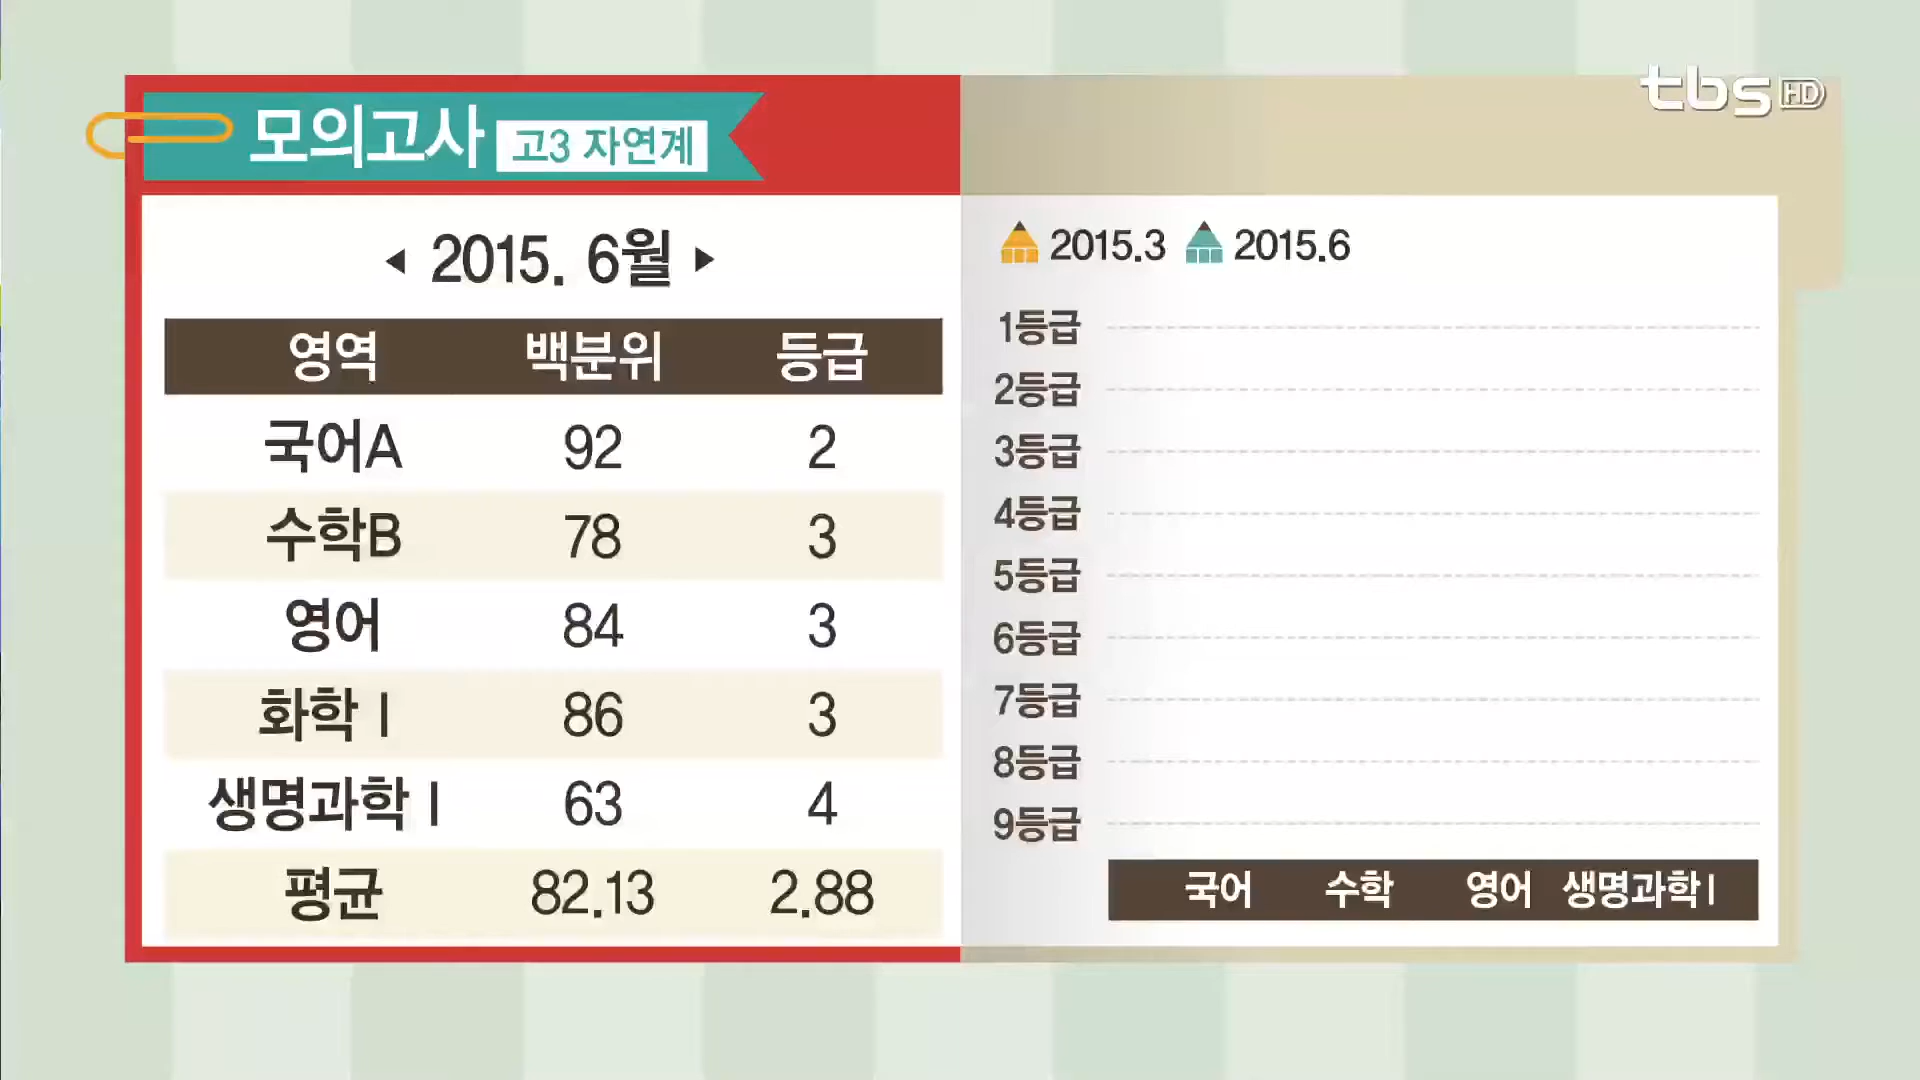 모의고사 고3 자연계
tbs HD
◂ 2015. 6월 ▸
영역 백분위 등급
국어A 92 2
수학B 78 3
영어 84 3
화학 I 86 3
생명과학 I 63 4
평균 82.13 2.88
2015.3 2015.6
1등급
2등급
3등급
4등급
5등급
6등급
7등급
8등급
9등급
국어 수학 영어 생명과학 I